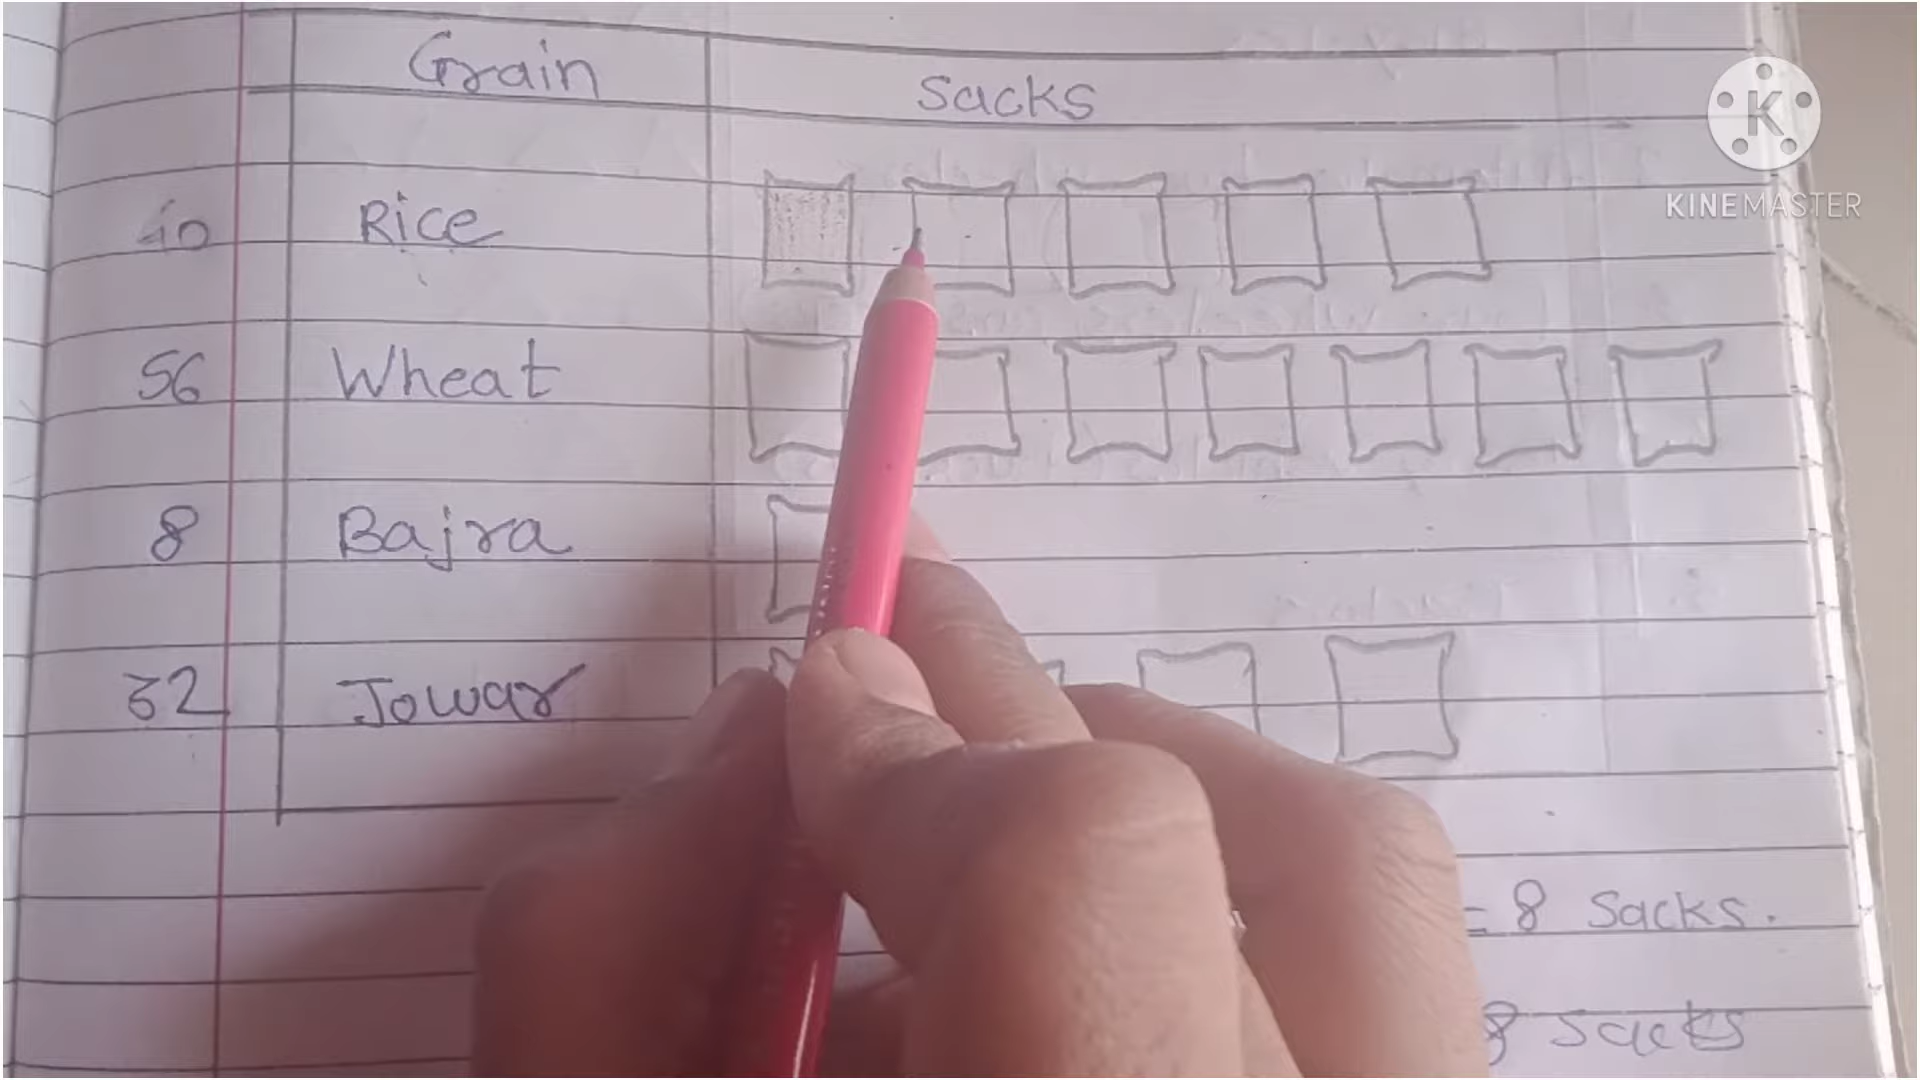 Grain Sacks
40 Rice
56 Wheat
8 Bajra
32 Jowar
= 8 Sacks.
8 Sacks
K
KINEMASTER